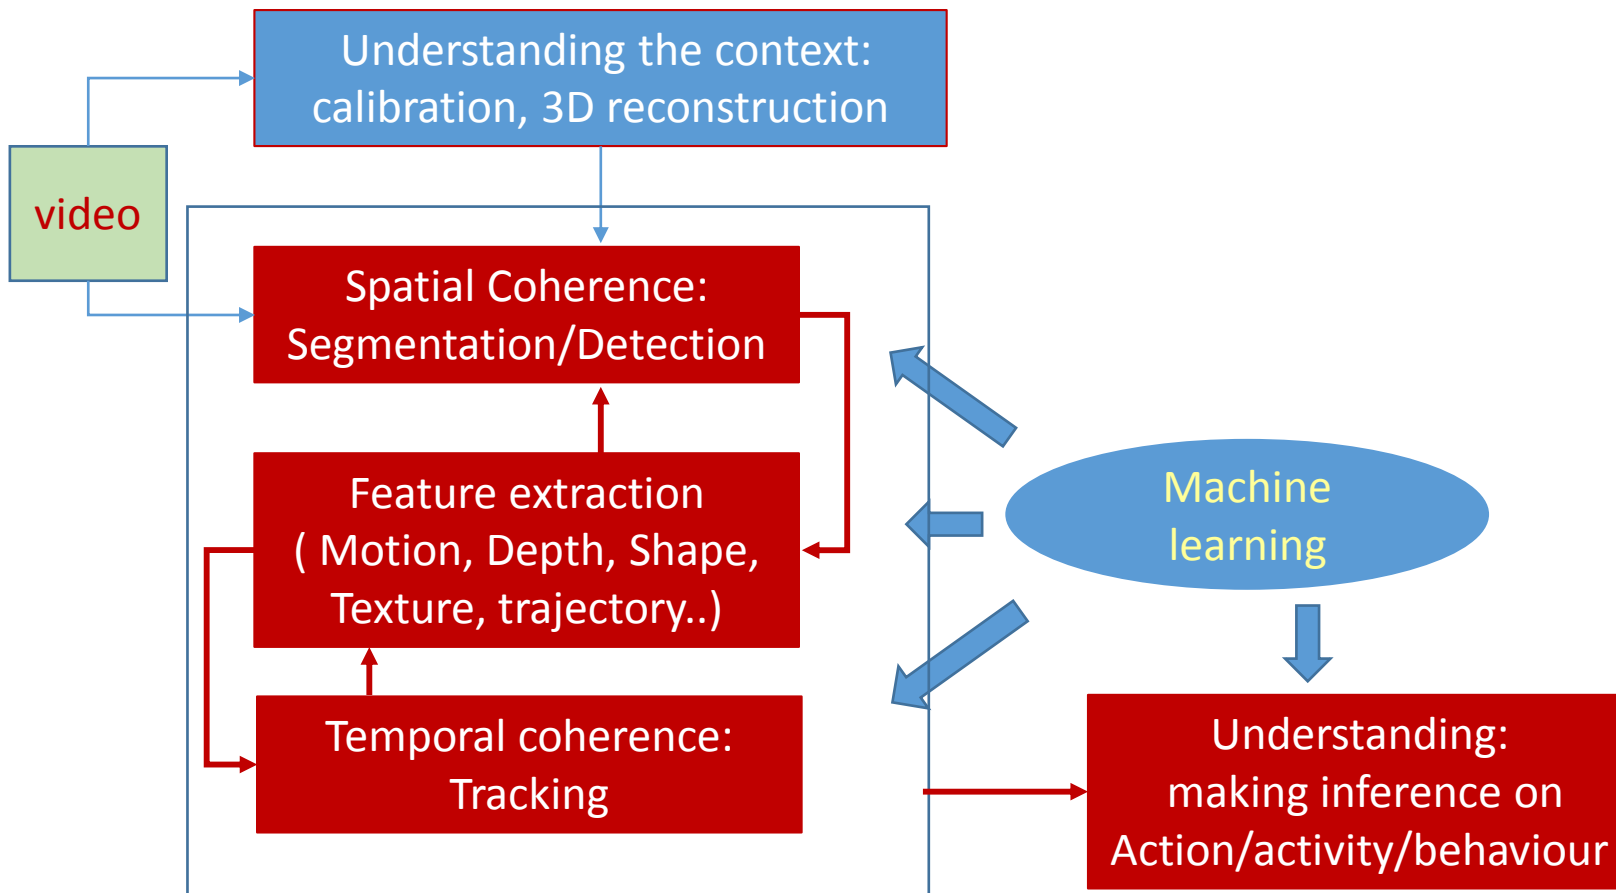 Understanding the context:
calibration, 3D reconstruction
video
Spatial Coherence:
Segmentation/Detection
Feature extraction
( Motion, Depth, Shape,
Texture, trajectory..)
Machine
learning
Temporal coherence:
Tracking
Understanding:
making inference on
Action/activity/behaviour